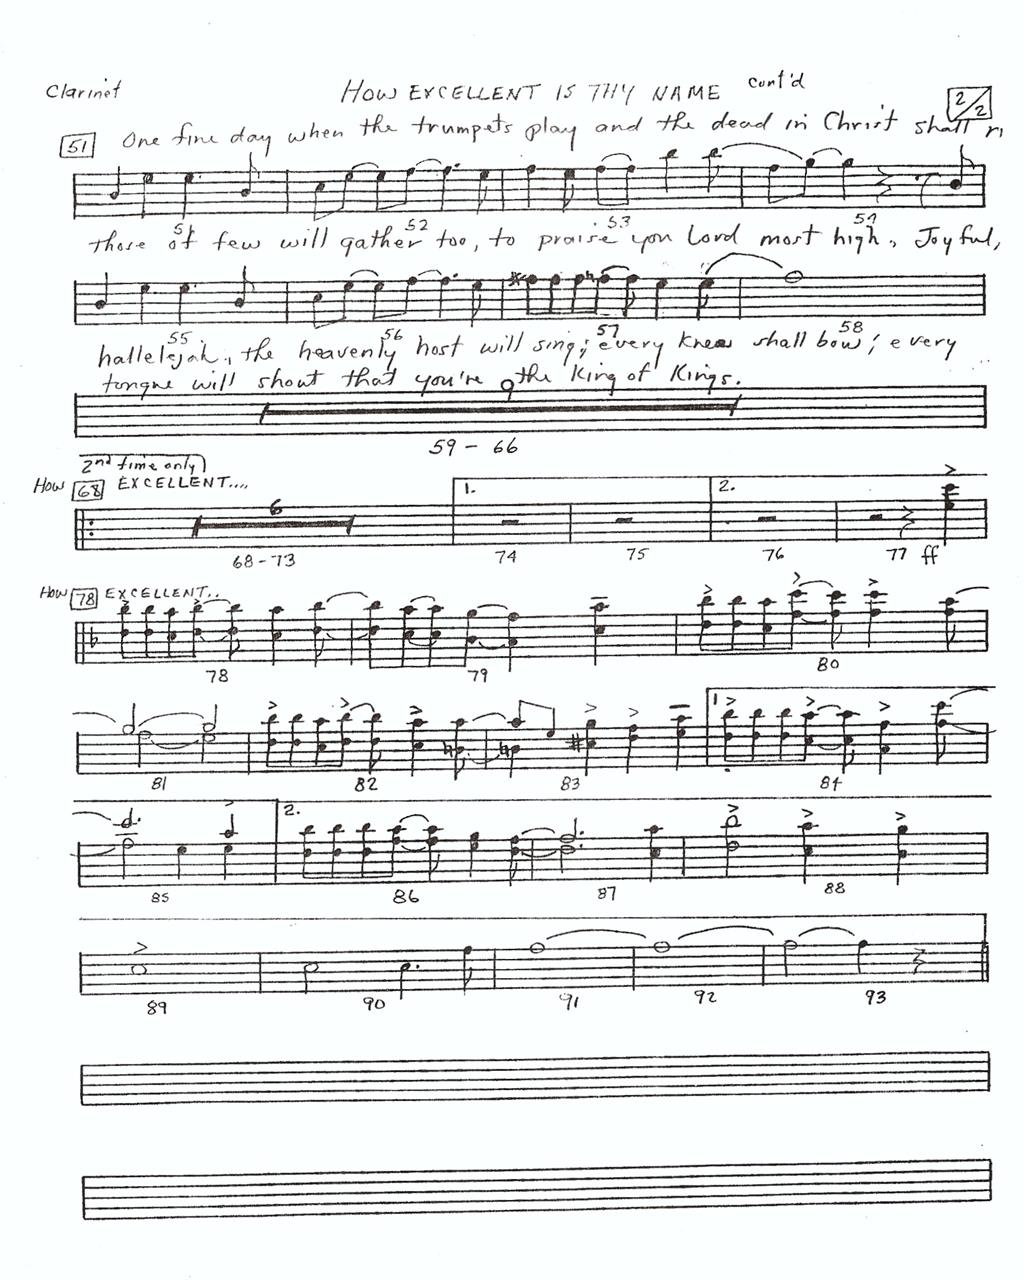 Clarinet HOW EXCELLENT IS THY NAME cont'd 2/2
51 One fine day when the trumpets play and the dead in Christ shall
51 52 53 54
those of few will gather too, to praise you Lord most high, Joyful,
55 56 57 58
hallelejah, the heavenly host will sing; every knee shall bow; every
tongue will shout that you're the King of Kings.
59 - 66
2nd time only
How 68 EXCELLENT....
6 1. 2.
68-73 74 75 76 77 ff
How 78 EXCELLENT..
78 79 80
1
81 82 83 84
2.
85 86 87 88
89 90 91 92 93